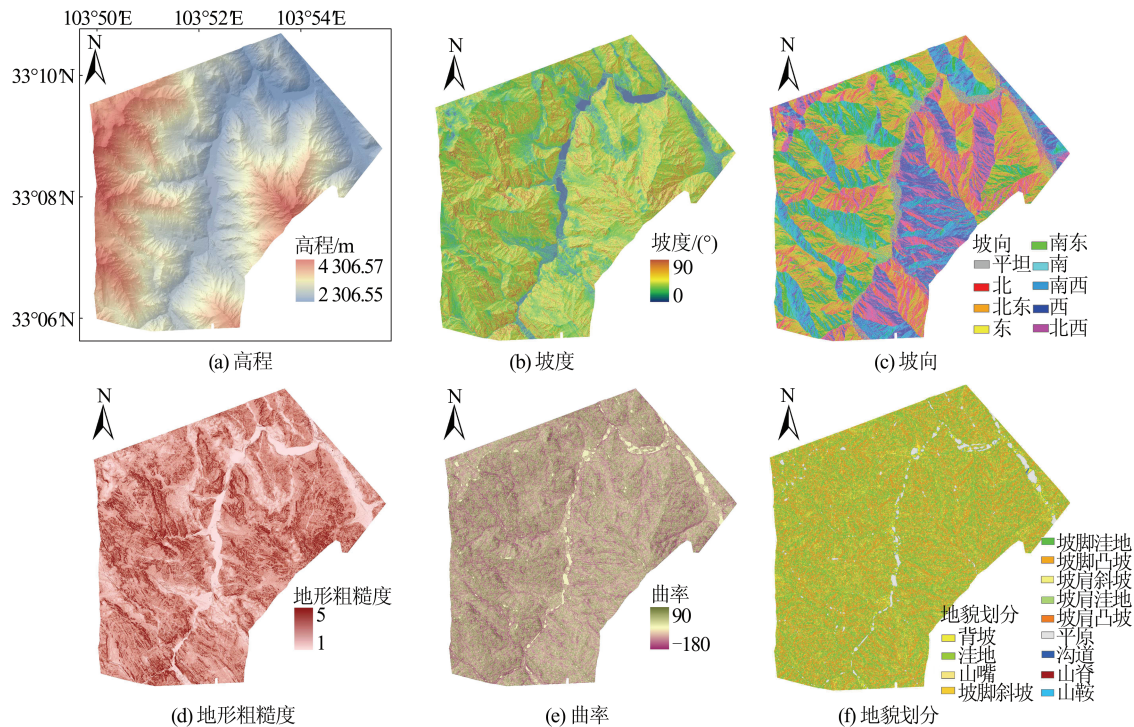 103°50′E 103°52′E 103°54′E
N
33°10′N
33°08′N
33°06′N
高程/m
4 306.57
2 306.55
(a) 高程
N
坡度/(°)
90
0
(b) 坡度
N
坡向
平坦
北
北东
东
南东
南
南西
西
北西
(c) 坡向
N
地形粗糙度
5
1
(d) 地形粗糙度
N
曲率
90
−180
(e) 曲率
N
地貌划分
背坡
洼地
山嘴
坡脚斜坡
坡脚洼地
坡脚凸坡
坡肩斜坡
坡肩洼地
坡肩凸坡
平原
沟道
山脊
山鞍
(f) 地貌划分